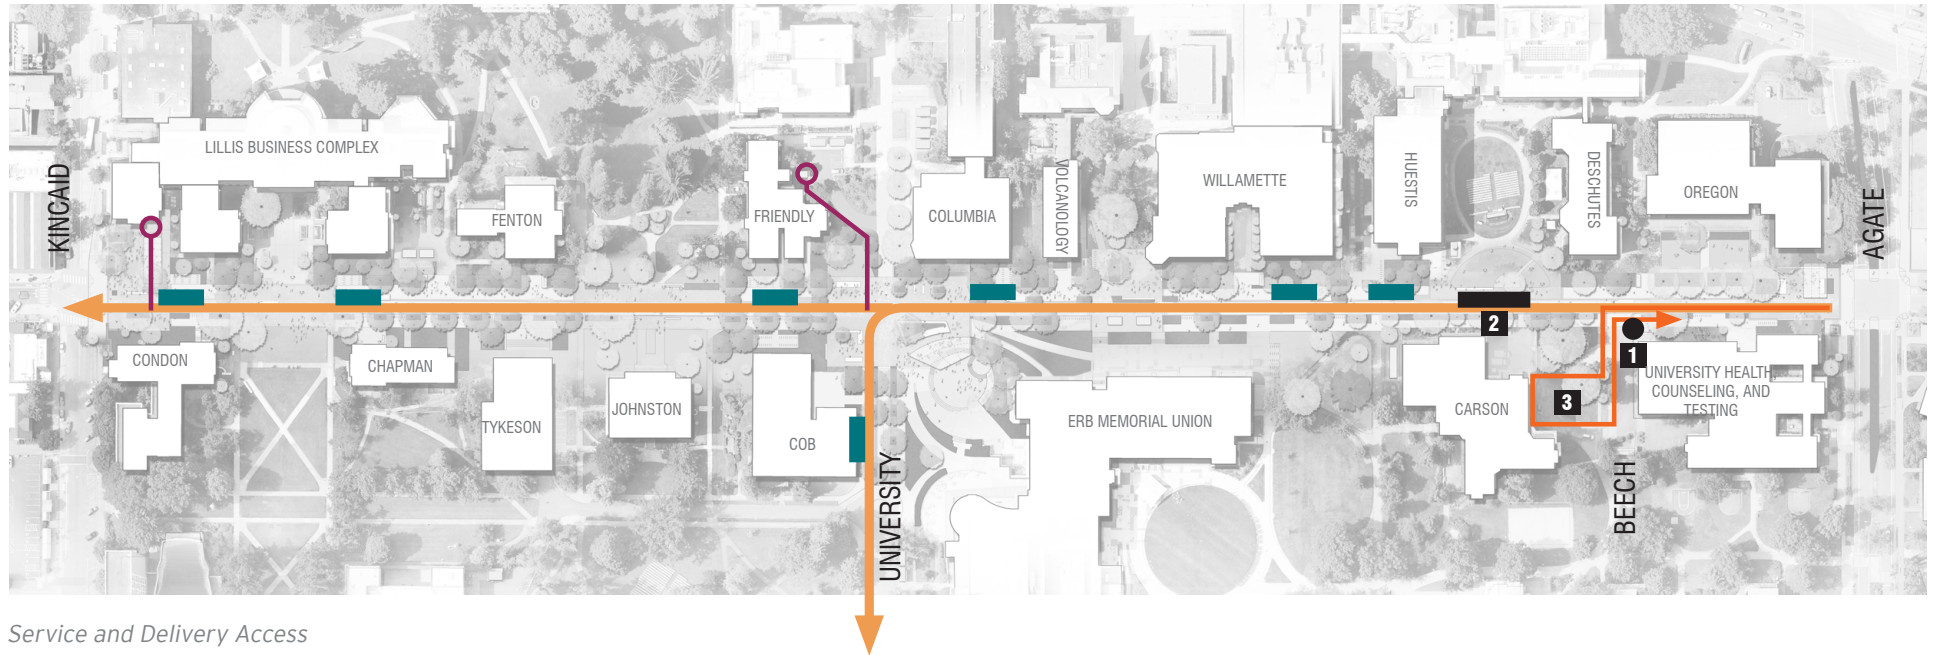 LILLIS BUSINESS COMPLEX
KINCAID
FENTON
FRIENDLY
COLUMBIA
VOLCANOLOGY
WILLAMETTE
HUESTIS
DESCHUTES
OREGON
AGATE
2
1
CONDON
CHAPMAN
TYKESON
JOHNSTON
COB
UNIVERSITY
ERB MEMORIAL UNION
CARSON
3
UNIVERSITY HEALTH,
COUNSELING, AND
TESTING
BEECH
Service and Delivery Access